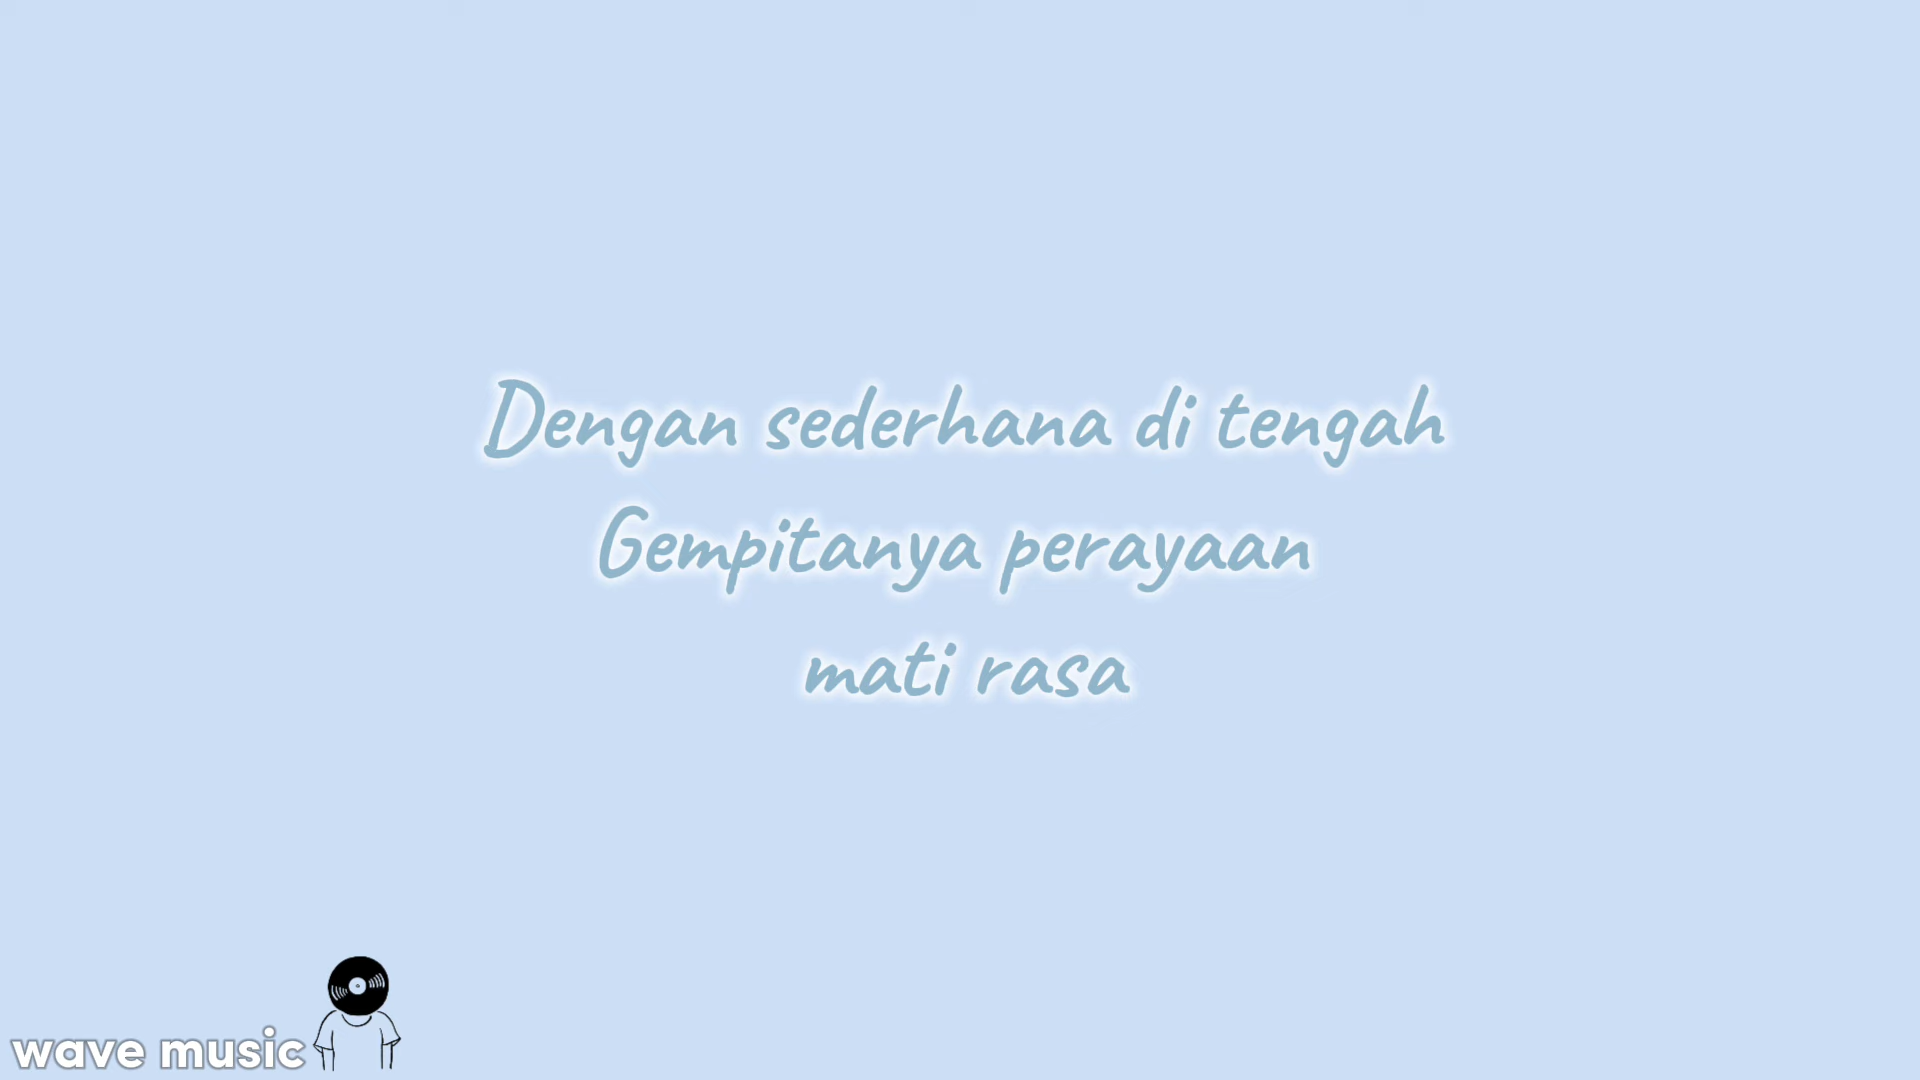 Dengan sederhana di tengah
Gempitanya perayaan
mati rasa
wave music